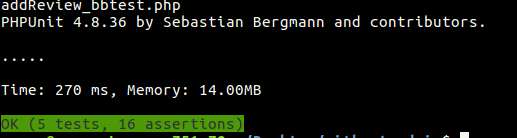 addReview_bbtest.php
PHPUnit 4.8.36 by Sebastian Bergmann and contributors.
.....
Time: 270 ms, Memory: 14.00MB
OK (5 tests, 16 assertions)